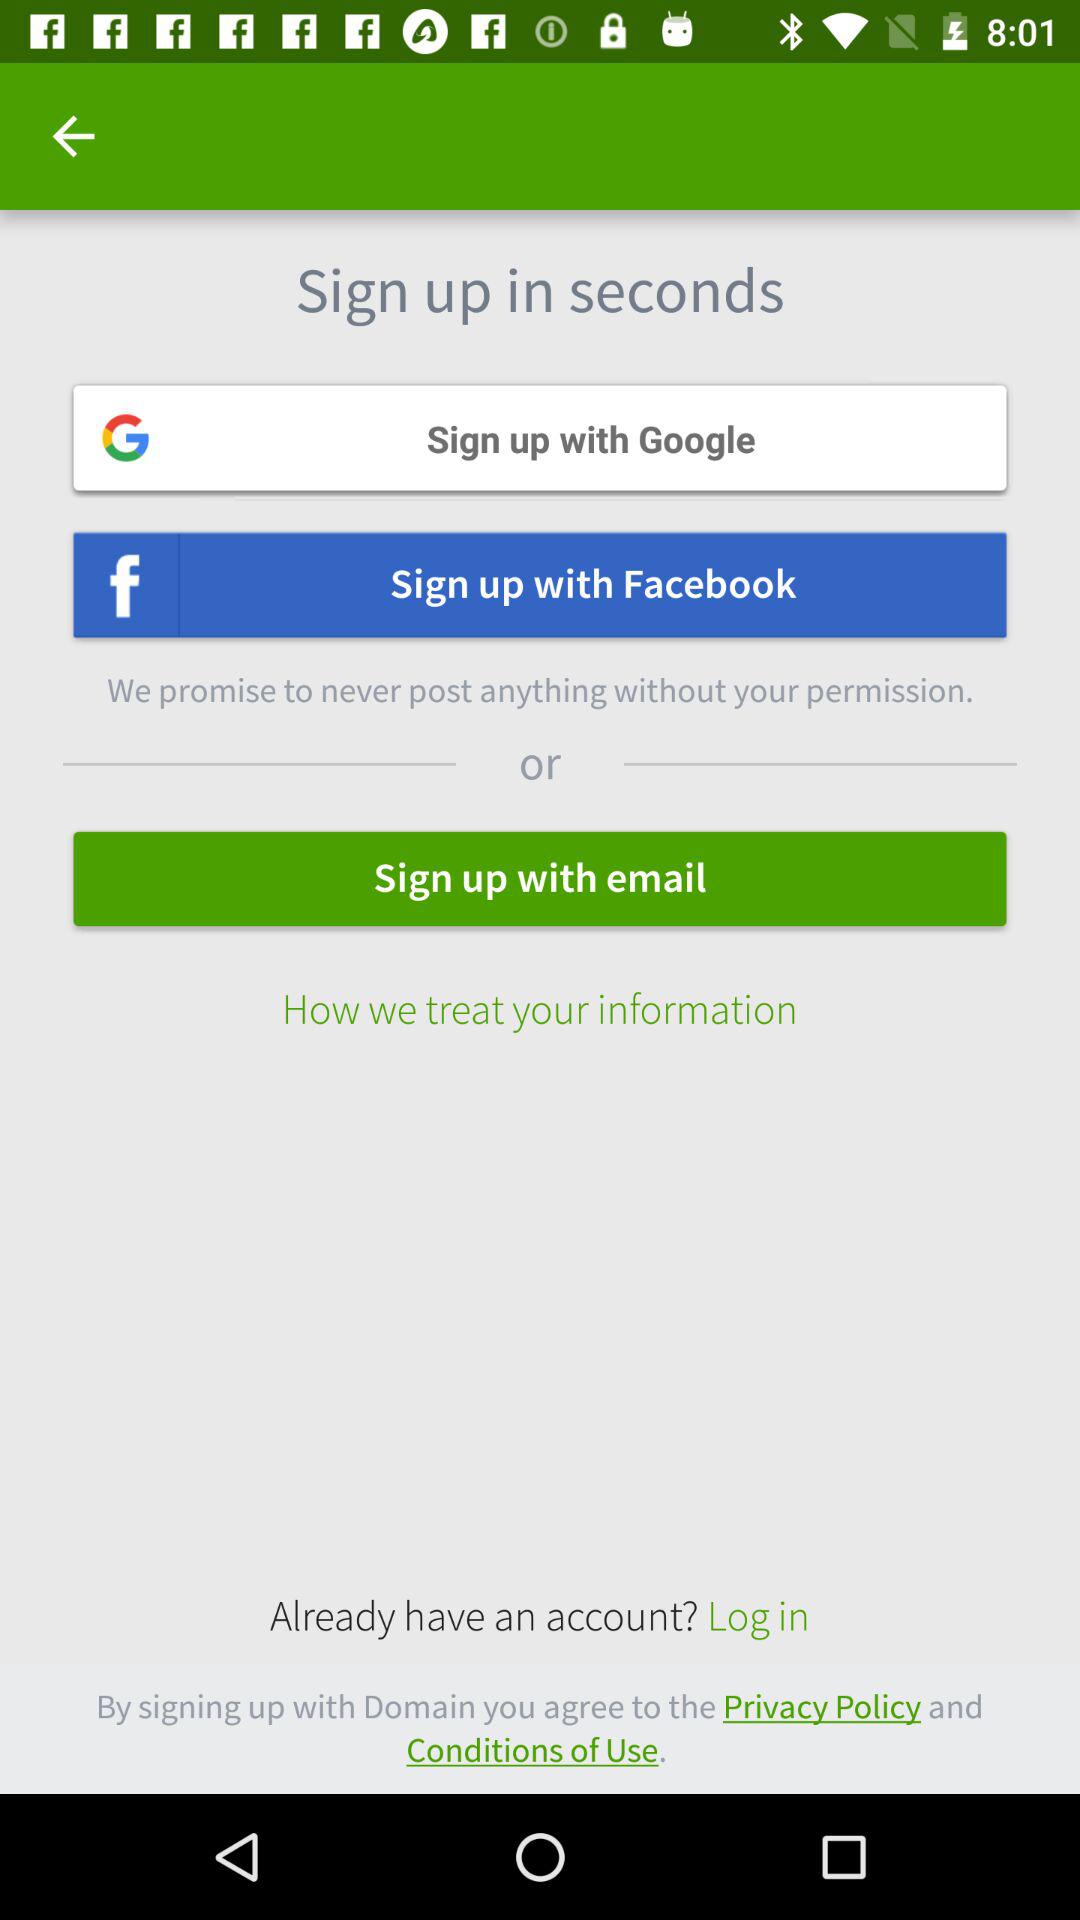 8:01
Sign up in seconds
Sign up with Google
Sign up with Facebook
We promise to never post anything without your permission.
or
Sign up with email
How we treat your information
Already have an account? Log in
By signing up with Domain you agree to the Privacy Policy and
Conditions of Use.